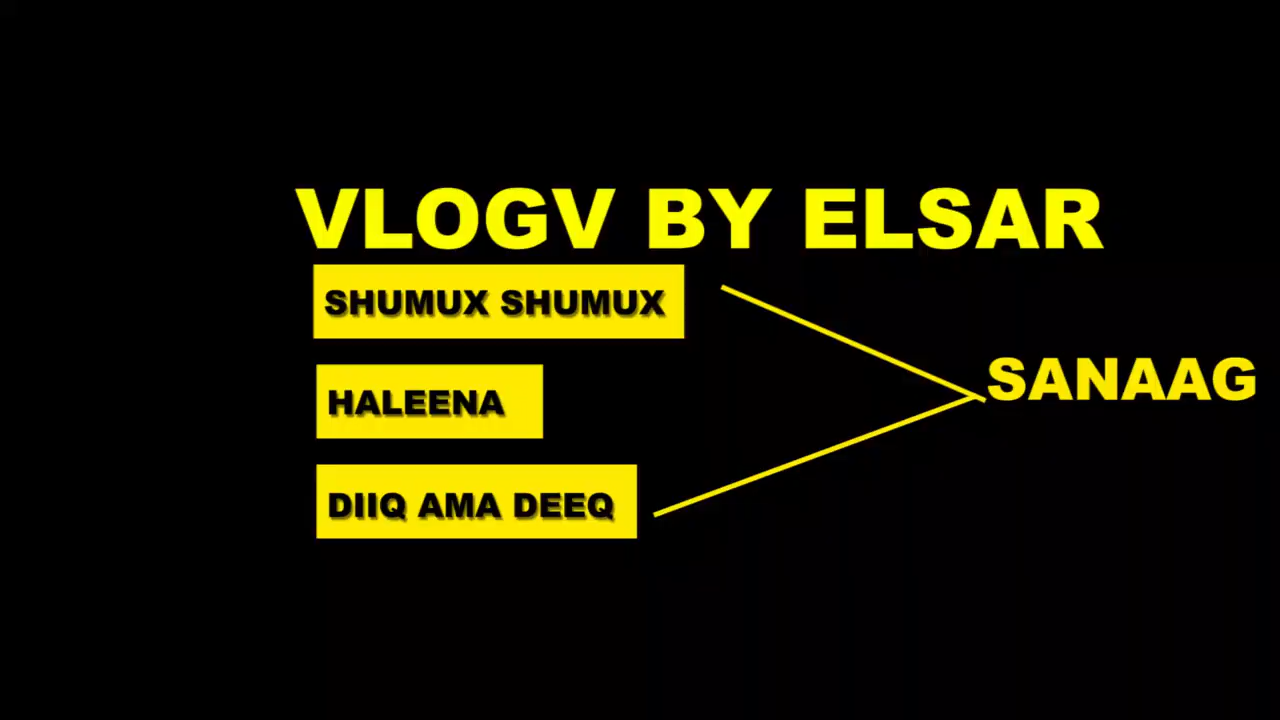 VLOGV BY ELSAR
SHUMUX SHUMUX
HALEENA
DIIQ AMA DEEQ
SANAAG